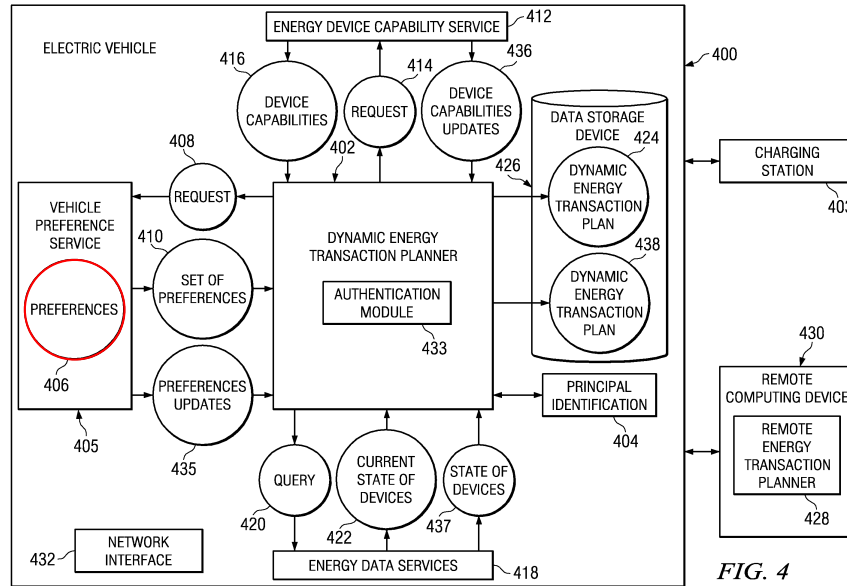 ENERGY DEVICE CAPABILITY SERVICE
412
ELECTRIC VEHICLE
416
414
436
400
DEVICE
CAPABILITIES
REQUEST
DEVICE
CAPABILITIES
UPDATES
DATA STORAGE
DEVICE
424
408
402
426
CHARGING
STATION
403
REQUEST
DYNAMIC
ENERGY
TRANSACTION
PLAN
VEHICLE
PREFERENCE
SERVICE
410
DYNAMIC ENERGY
TRANSACTION PLANNER
438
SET OF
PREFERENCES
DYNAMIC
ENERGY
TRANSACTION
PLAN
PREFERENCES
AUTHENTICATION
MODULE
433
406
430
PREFERENCES
UPDATES
PRINCIPAL
IDENTIFICATION
404
REMOTE
COMPUTING DEVICE
405
435
REMOTE
ENERGY
TRANSACTION
PLANNER
428
QUERY
CURRENT
STATE OF
DEVICES
STATE OF
DEVICES
420
422
437
432
NETWORK
INTERFACE
ENERGY DATA SERVICES
418
FIG. 4